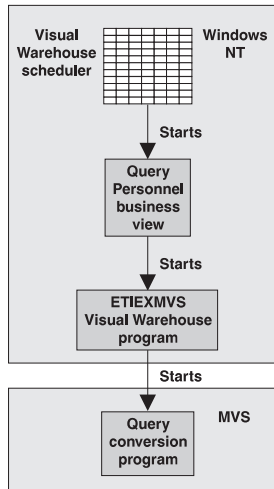 Visual
Warehouse
scheduler
Windows
NT
Starts
Query
Personnel
business
view
Starts
ETIEXMVS
Visual Warehouse
program
Starts
MVS
Query
conversion
program